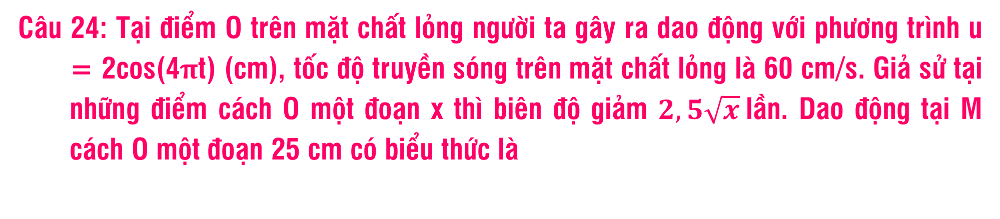 Câu 24: Tại điểm O trên mặt chất lỏng người ta gây ra dao động với phương trình u
= 2cos(4πt) (cm), tốc độ truyền sóng trên mặt chất lỏng là 60 cm/s. Giả sử tại
những điểm cách O một đoạn x thì biên độ giảm 2,5√x lần. Dao động tại M
cách O một đoạn 25 cm có biểu thức là